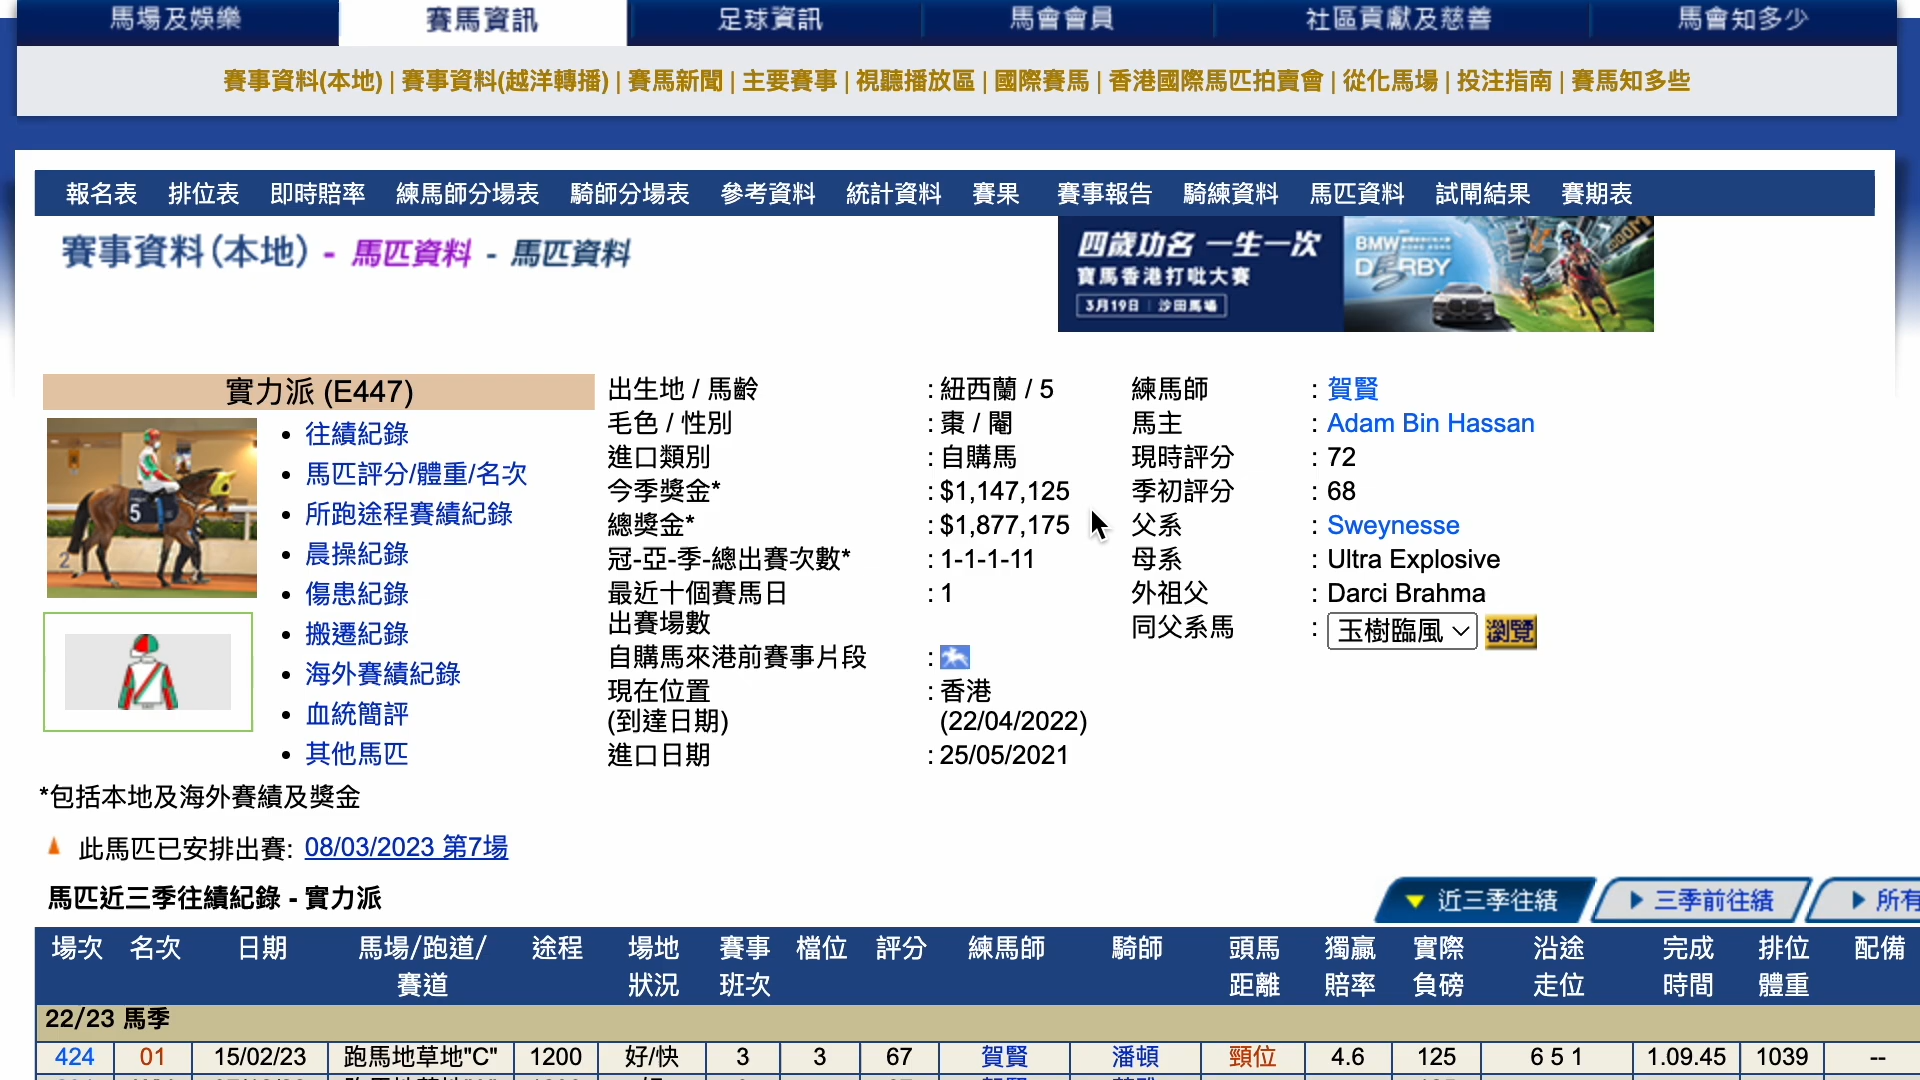 馬場及娛樂 賽馬資訊 足球資訊 馬會會員 社區貢獻及慈善 馬會知多少
賽事資料(本地) | 賽事資料(越洋轉播) | 賽馬新聞 | 主要賽事 | 視聽播放區 | 國際賽馬 | 香港國際馬匹拍賣會 | 從化馬場 | 投注指南 | 賽馬知多些
報名表 排位表 即時賠率 練馬師分場表 騎師分場表 參考資料 統計資料 賽果 賽事報告 騎練資料 馬匹資料 試閘結果 賽期表
賽事資料(本地) - 馬匹資料 - 馬匹資料
四歲功名 一生一次
寶馬香港打吡大賽
3月19日 沙田馬場
BMW
DERBY
實力派 (E447)
往績紀錄
馬匹評分/體重/名次
所跑途程賽績紀錄
晨操紀錄
傷患紀錄
搬遷紀錄
海外賽績紀錄
血統簡評
其他馬匹
5
2
出生地 / 馬齡 : 紐西蘭 / 5
毛色 / 性別 : 棗 / 閹
進口類別 : 自購馬
今季獎金* : $1,147,125
總獎金* : $1,877,175
冠-亞-季-總出賽次數* : 1-1-1-11
最近十個賽馬日 : 1
出賽場數
自購馬來港前賽事片段 :
現在位置 : 香港
(到達日期) (22/04/2022)
進口日期 : 25/05/2021
練馬師 : 賀賢
馬主 : Adam Bin Hassan
現時評分 : 72
季初評分 : 68
父系 : Sweynesse
母系 : Ultra Explosive
外祖父 : Darci Brahma
同父系馬 : 玉樹臨風 瀏覽
*包括本地及海外賽績及獎金
此馬匹已安排出賽: 08/03/2023 第7場
馬匹近三季往績紀錄 - 實力派
近三季往績 三季前往績 所有
場次 名次 日期 馬場/跑道/ 途程 場地 賽事 檔位 評分 練馬師 騎師 頭馬 獨贏 實際 沿途 完成 排位 配備
賽道 狀況 班次 距離 賠率 負磅 走位 時間 體重
22/23 馬季
424 01 15/02/23 跑馬地草地"C" 1200 好/快 3 3 67 賀賢 潘頓 頸位 4.6 125 6 5 1 1.09.45 1039 --